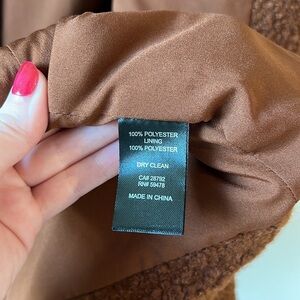 100% POLYESTER
LINING
100% POLYESTER
DRY CLEAN
CA# 28792
RN# 59478
MADE IN CHINA